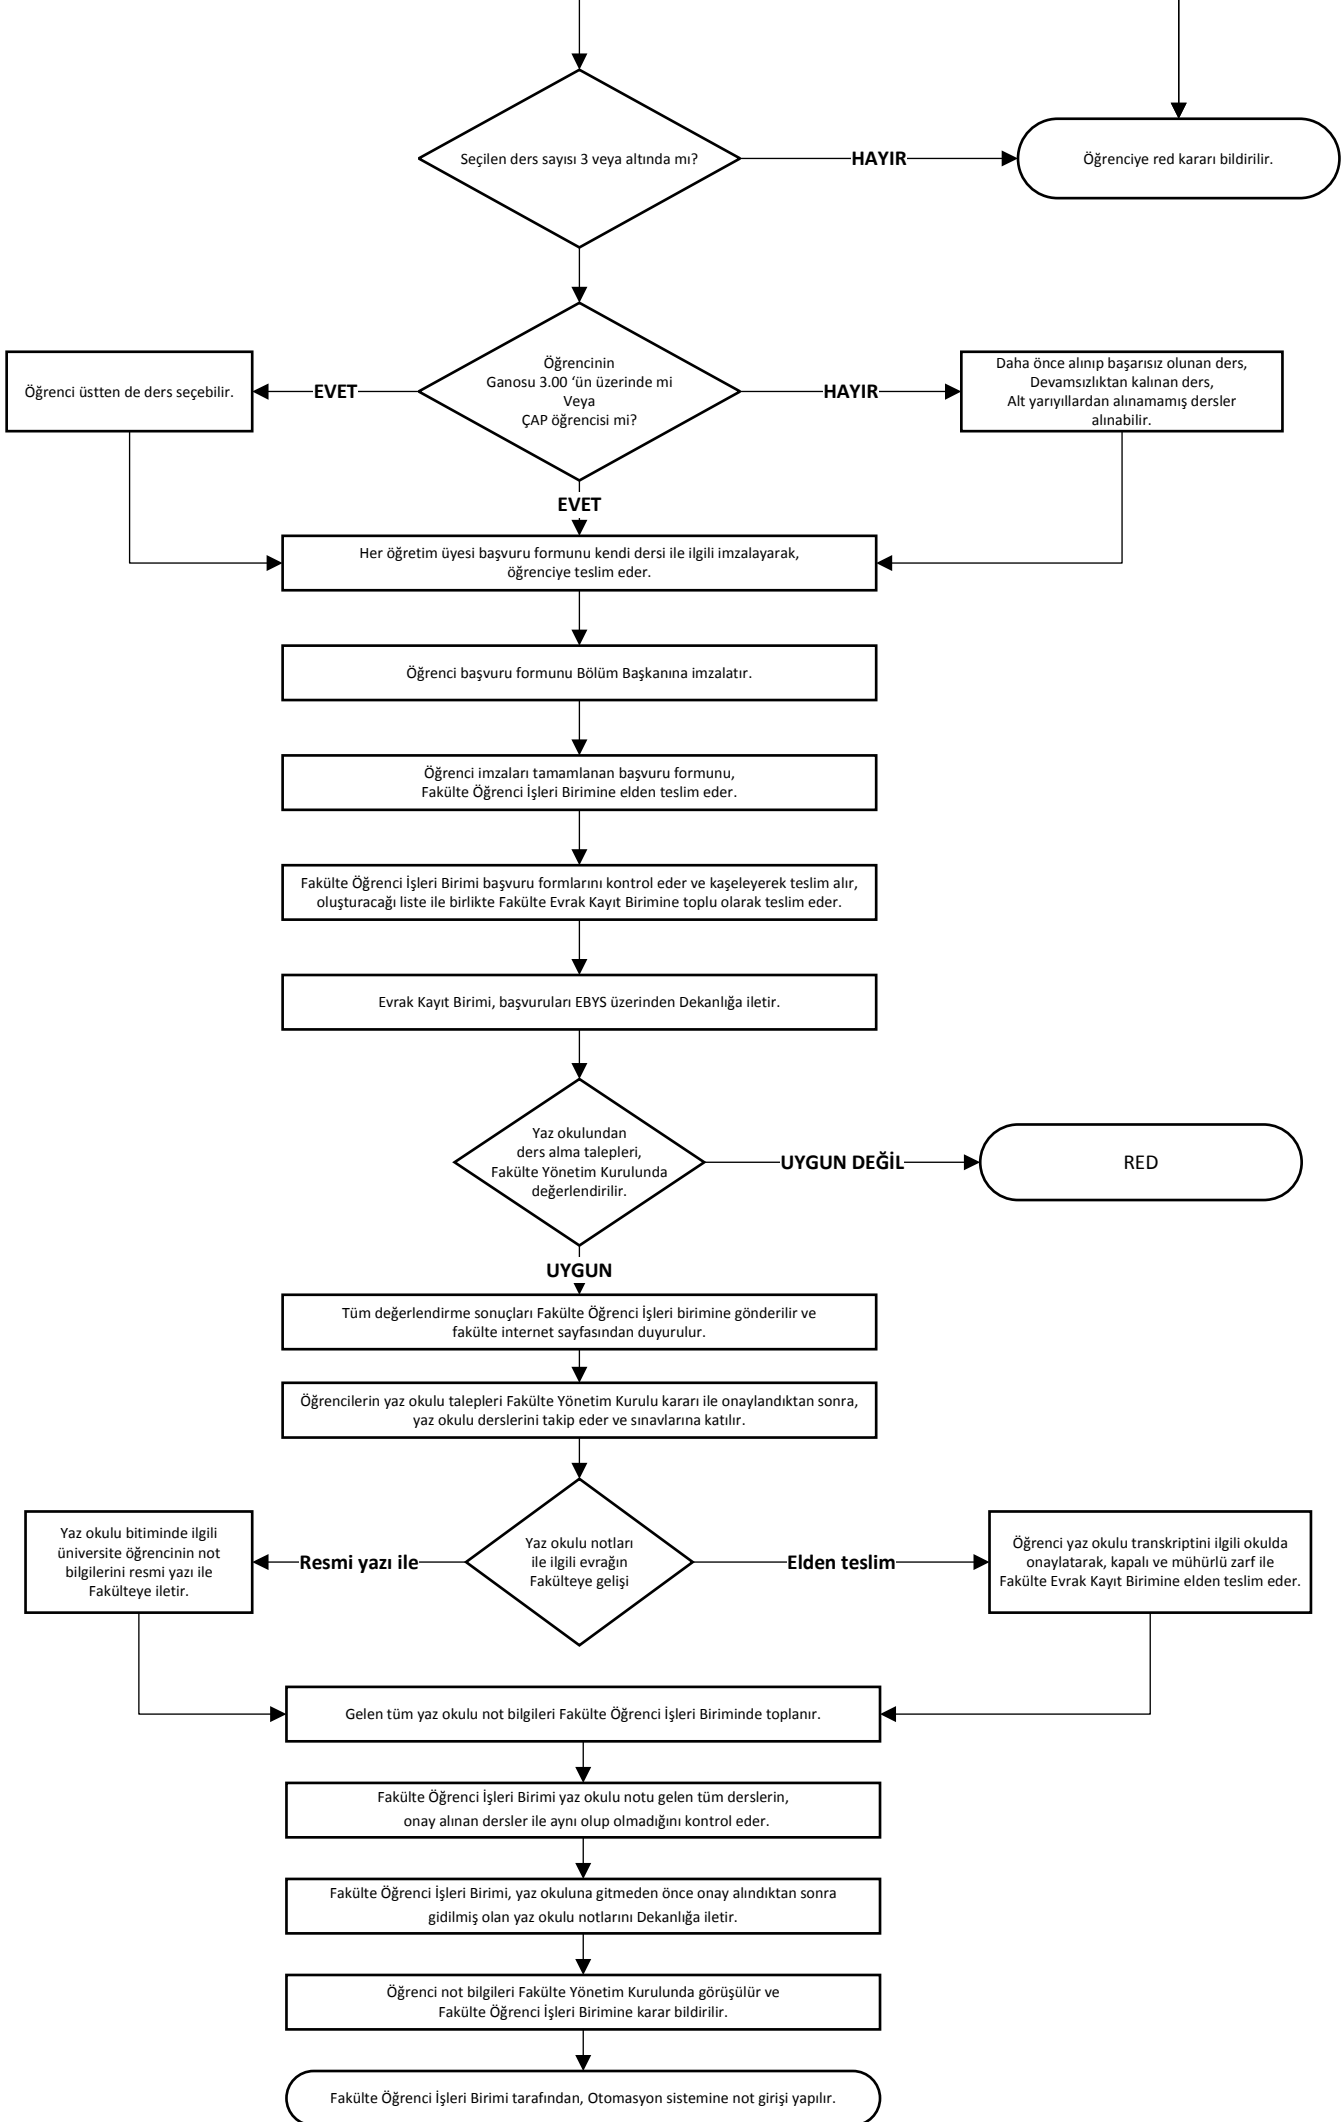 Seçilen ders sayısı 3 veya altında mı?
HAYIR
Öğrenciye red kararı bildirilir.
Öğrenci üstten de ders seçebilir.
EVET
Öğrencinin
Ganosu 3.00 ‘ün üzerinde mi
Veya
ÇAP öğrencisi mi?
HAYIR
Daha önce alınıp başarısız olunan ders,
Devamsızlıktan kalınan ders,
Alt yarıyıllardan alınamamış dersler
alınabilir.
EVET
Her öğretim üyesi başvuru formunu kendi dersi ile ilgili imzalayarak,
öğrenciye teslim eder.
Öğrenci başvuru formunu Bölüm Başkanına imzalatır.
Öğrenci imzaları tamamlanan başvuru formunu,
Fakülte Öğrenci İşleri Birimine elden teslim eder.
Fakülte Öğrenci İşleri Birimi başvuru formlarını kontrol eder ve kaşeleyerek teslim alır,
oluşturacağı liste ile birlikte Fakülte Evrak Kayıt Birimine toplu olarak teslim eder.
Evrak Kayıt Birimi, başvuruları EBYS üzerinden Dekanlığa iletir.
Yaz okulundan
ders alma talepleri,
Fakülte Yönetim Kurulunda
değerlendirilir.
UYGUN DEĞİL
RED
UYGUN
Tüm değerlendirme sonuçları Fakülte Öğrenci İşleri birimine gönderilir ve
fakülte internet sayfasından duyurulur.
Öğrencilerin yaz okulu talepleri Fakülte Yönetim Kurulu kararı ile onaylandıktan sonra,
yaz okulu derslerini takip eder ve sınavlarına katılır.
Yaz okulu bitiminde ilgili
üniversite öğrencinin not
bilgilerini resmi yazı ile
Fakülteye iletir.
Resmi yazı ile
Yaz okulu notları
ile ilgili evrağın
Fakülteye gelişi
Elden teslim
Öğrenci yaz okulu transkriptini ilgili okulda
onaylatarak, kapalı ve mühürlü zarf ile
Fakülte Evrak Kayıt Birimine elden teslim eder.
Gelen tüm yaz okulu not bilgileri Fakülte Öğrenci İşleri Biriminde toplanır.
Fakülte Öğrenci İşleri Birimi yaz okulu notu gelen tüm derslerin,
onay alınan dersler ile aynı olup olmadığını kontrol eder.
Fakülte Öğrenci İşleri Birimi, yaz okuluna gitmeden önce onay alındıktan sonra
gidilmiş olan yaz okulu notlarını Dekanlığa iletir.
Öğrenci not bilgileri Fakülte Yönetim Kurulunda görüşülür ve
Fakülte Öğrenci İşleri Birimine karar bildirilir.
Fakülte Öğrenci İşleri Birimi tarafından, Otomasyon sistemine not girişi yapılır.